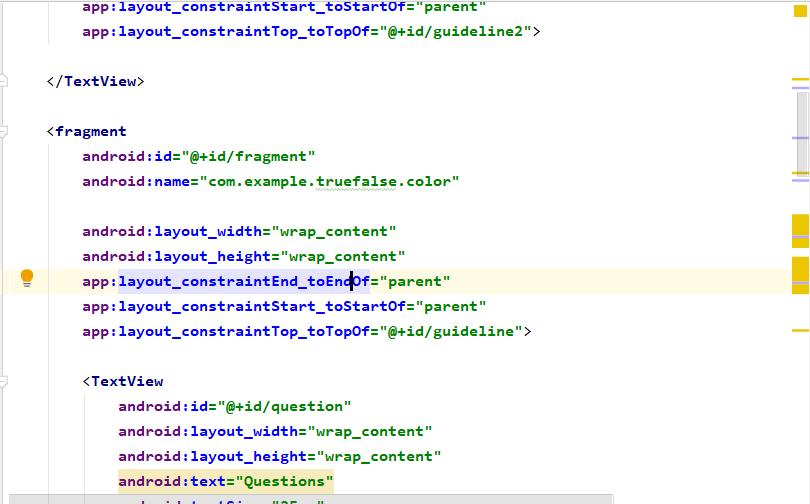 app:layout_constraintStart_toStartOf="parent"
app:layout_constraintTop_toTopOf="@+id/guideline2">
</TextView>
<fragment
android:id="@+id/fragment"
android:name="com.example.truefalse.color"
android:layout_width="wrap_content"
android:layout_height="wrap_content"
app:layout_constraintEnd_toEndOf="parent"
app:layout_constraintStart_toStartOf="parent"
app:layout_constraintTop_toTopOf="@+id/guideline">
<TextView
android:id="@+id/question"
android:layout_width="wrap_content"
android:layout_height="wrap_content"
android:text="Questions"